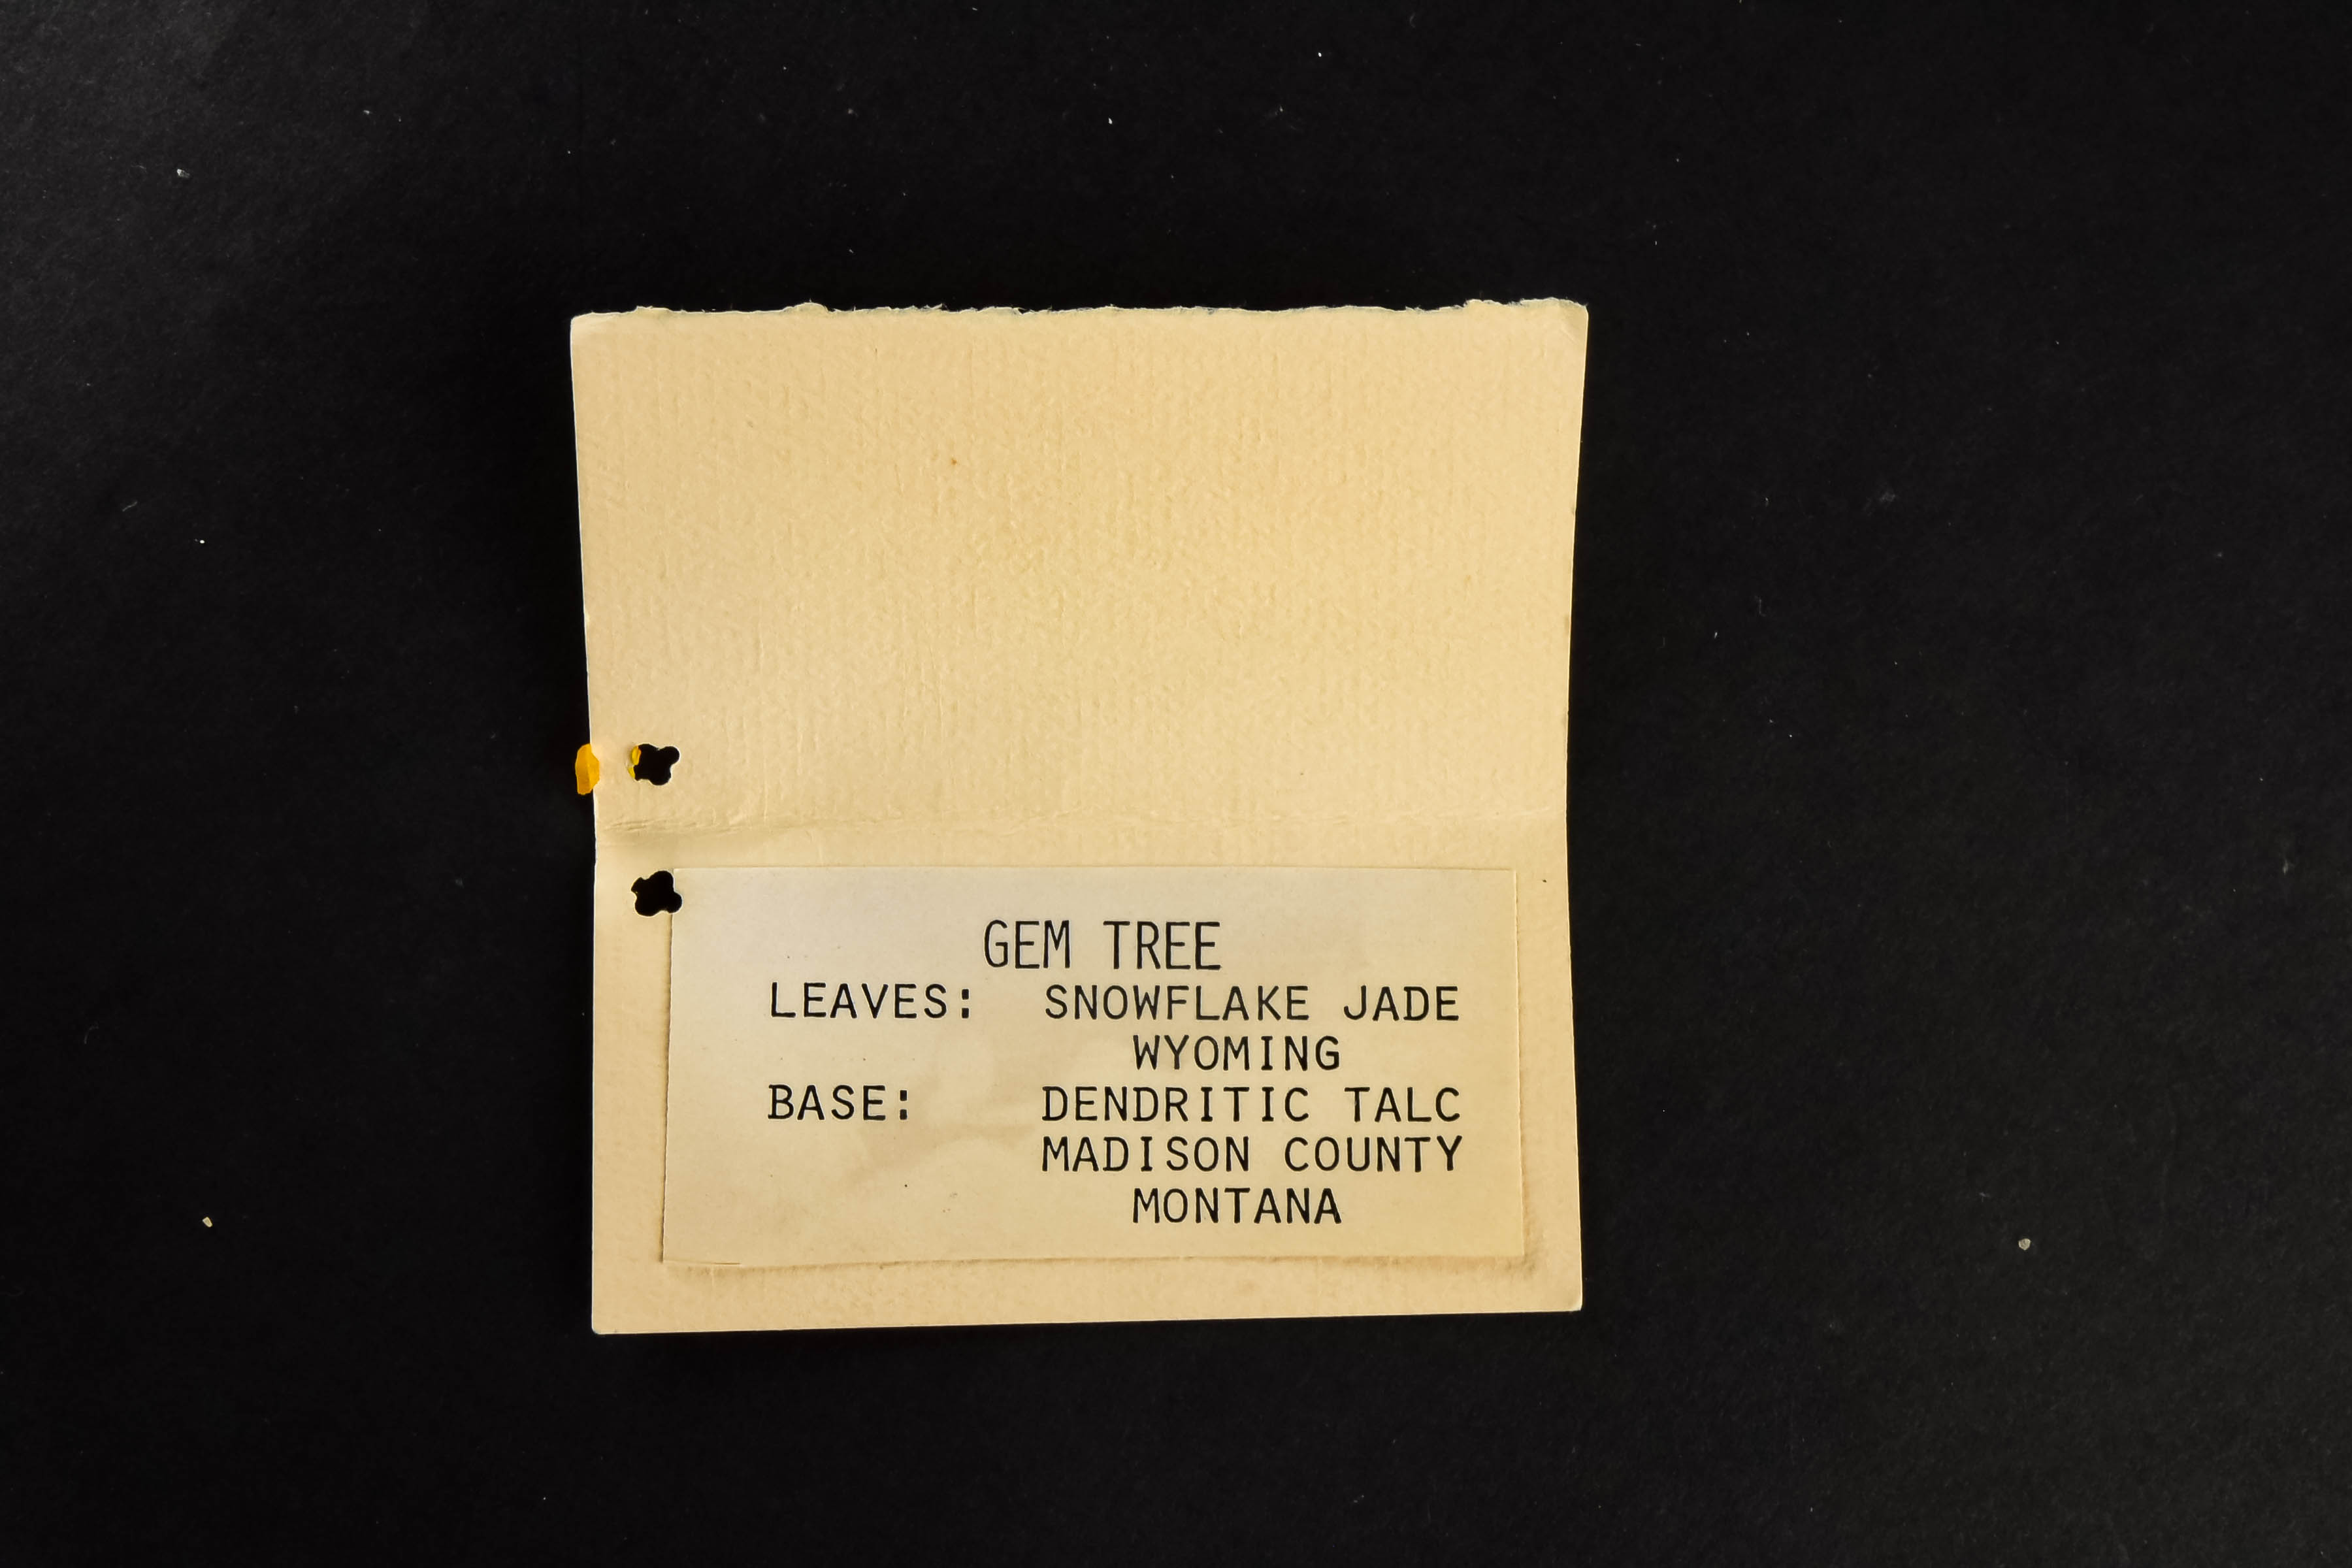 GEM TREE
LEAVES: SNOWFLAKE JADE
WYOMING
BASE: DENDRITIC TALC
MADISON COUNTY
MONTANA